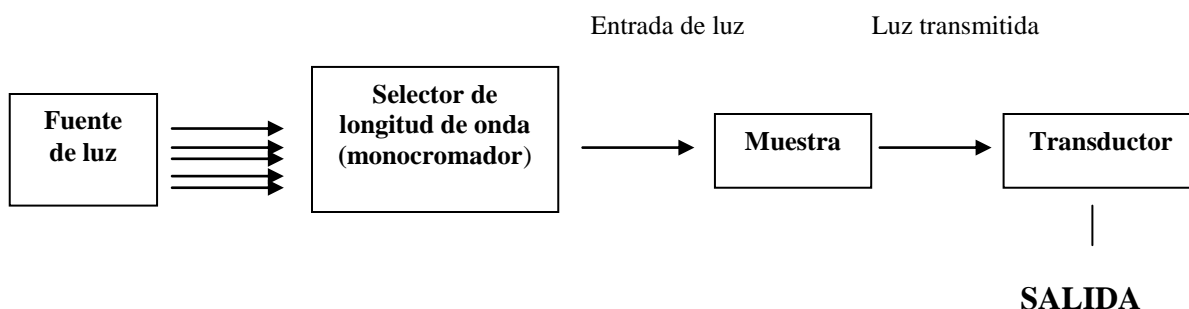 Entrada de luz
Luz transmitida
Fuente
de luz
Selector de
longitud de onda
(monocromador)
Muestra
Transductor
SALIDA